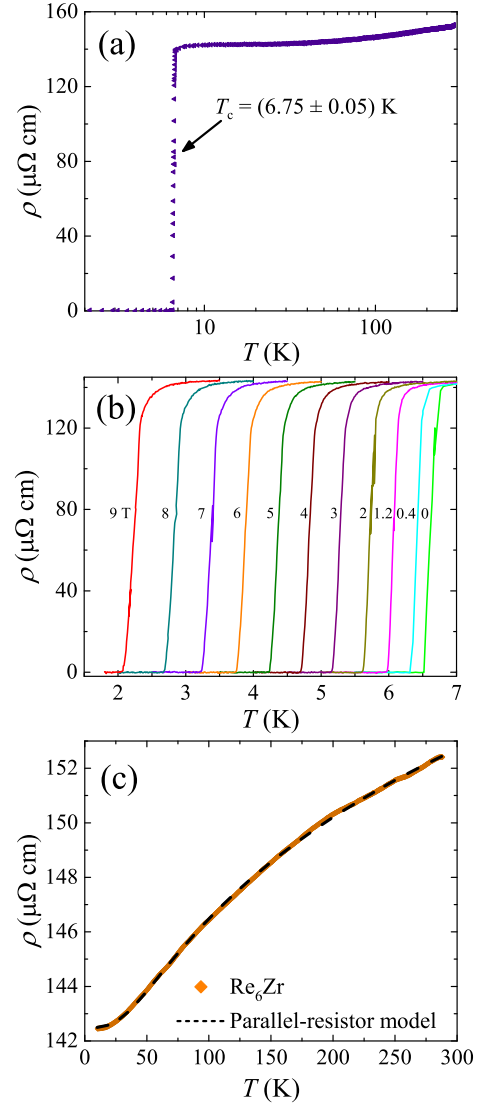 160
(a)
120
T_c = (6.75 ± 0.05) K
80
40
0
ρ (μΩ cm)
10 100
T (K)
(b)
120
80
9 T 8 7 6 5 4 3 2 1.2 0.4 0
40
0
ρ (μΩ cm)
2 3 4 5 6 7
T (K)
(c)
152
150
148
146
144
142
ρ (μΩ cm)
Re₆Zr
Parallel-resistor model
0 50 100 150 200 250 300
T (K)